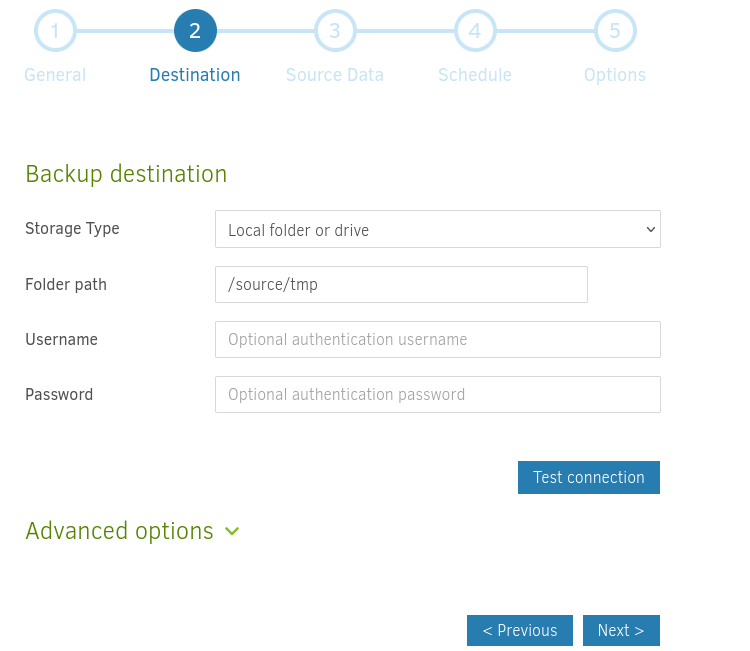 1 2 3 4 5
General Destination Source Data Schedule Options
Backup destination
Storage Type Local folder or drive
Folder path /source/tmp
Username Optional authentication username
Password Optional authentication password
Test connection
Advanced options
< Previous Next >